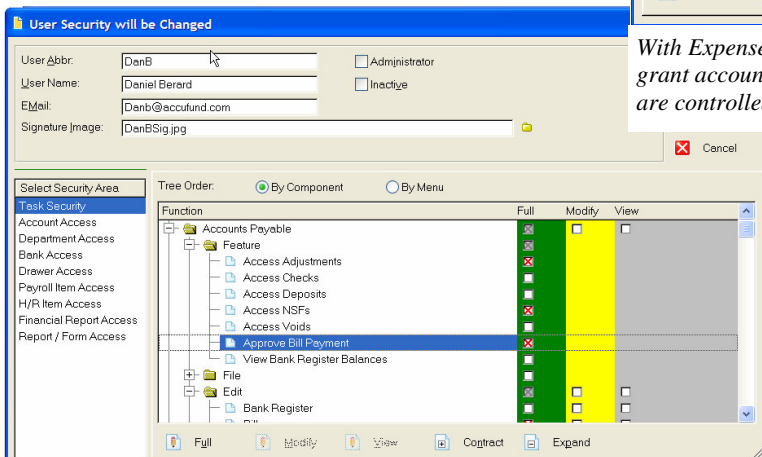 User Security will be Changed
User Abbr: DanB Administrator
User Name: Daniel Berard Inactive
EMail: Danb@accufund.com
Signature Image: DanBSig.jpg
With Expense
grant accoun
are controlled
Cancel
Select Security Area
Task Security
Account Access
Department Access
Bank Access
Drawer Access
Payroll Item Access
H/R Item Access
Financial Report Access
Report / Form Access
Tree Order: By Component By Menu
Function Full Modify View
Accounts Payable
Feature
Access Adjustments
Access Checks
Access Deposits
Access NSFs
Access Voids
Approve Bill Payment
View Bank Register Balances
File
Edit
Bank Register
Full Modify View Contract Expand